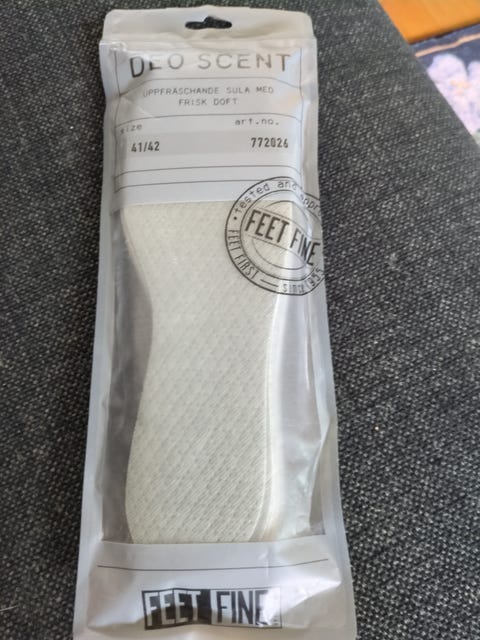 DEO SCENT
UPPFRÄSCHANDE SULA MED
FRISK DOFT
size art.no.
41/42 772026
tested and
FEET FINE
FEET FIRST
SINCE 1955
FEET FINE